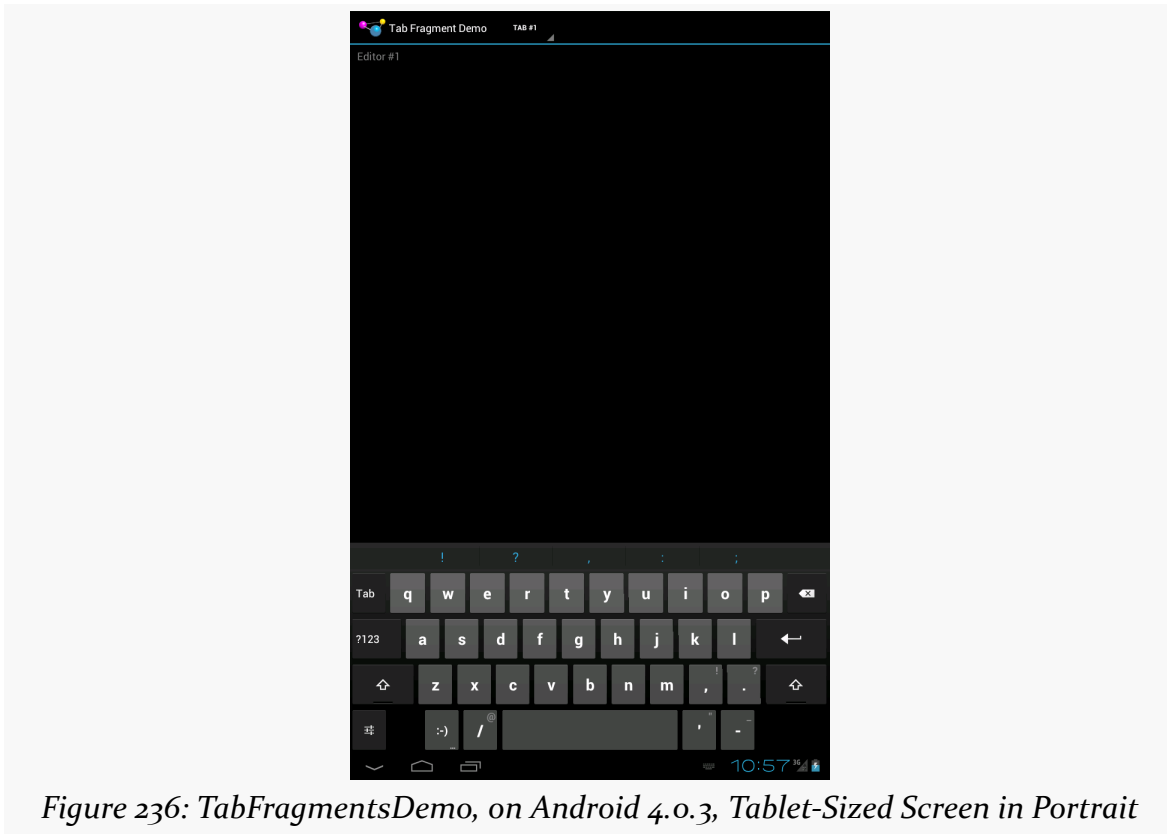 Tab Fragment Demo TAB #1
Editor #1
! ? , : ;
Tab q w e r t y u i o p
?123 a s d f g h j k l
! ?
z x c v b n m , .
@ " _
:-) / ' -
...
10:57 3G
Figure 236: TabFragmentsDemo, on Android 4.0.3, Tablet-Sized Screen in Portrait